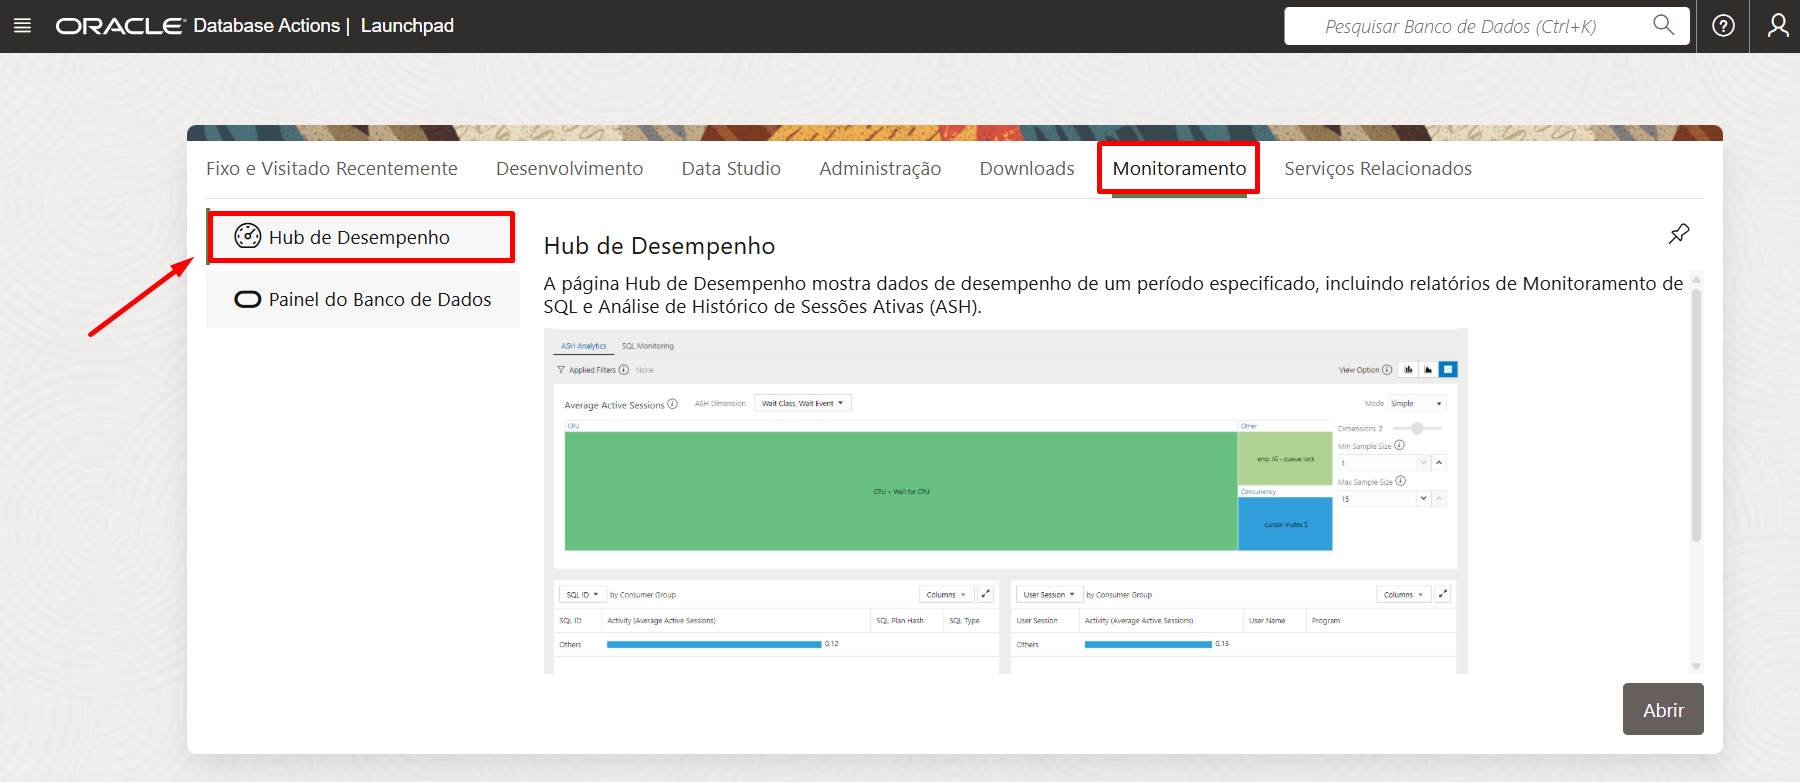 ORACLE Database Actions | Launchpad
Pesquisar Banco de Dados (Ctrl+K)
Fixo e Visitado Recentemente
Desenvolvimento
Data Studio
Administração
Downloads
Monitoramento
Serviços Relacionados
Hub de Desempenho
Painel do Banco de Dados
Hub de Desempenho
A página Hub de Desempenho mostra dados de desempenho de um período especificado, incluindo relatórios de Monitoramento de
SQL e Análise de Histórico de Sessões Ativas (ASH).
ASH Analytics
SQL Monitoring
Applied Filters
None
View Option
Average Active Sessions
ASH Dimension
Wait Class, Wait Event
Mode
Simple
CPU
CPU + Wait for CPU
Other
enq: JG - queue lock
Concurrency
cursor: mutex S
Dimensions 2
Min Sample Size
1
Max Sample Size
15
SQL ID
by Consumer Group
Columns
SQL ID
Activity (Average Active Sessions)
SQL Plan Hash
SQL Type
Others
0.12
User Session
by Consumer Group
Columns
User Session
Activity (Average Active Sessions)
User Name
Program
Others
0.13
Abrir